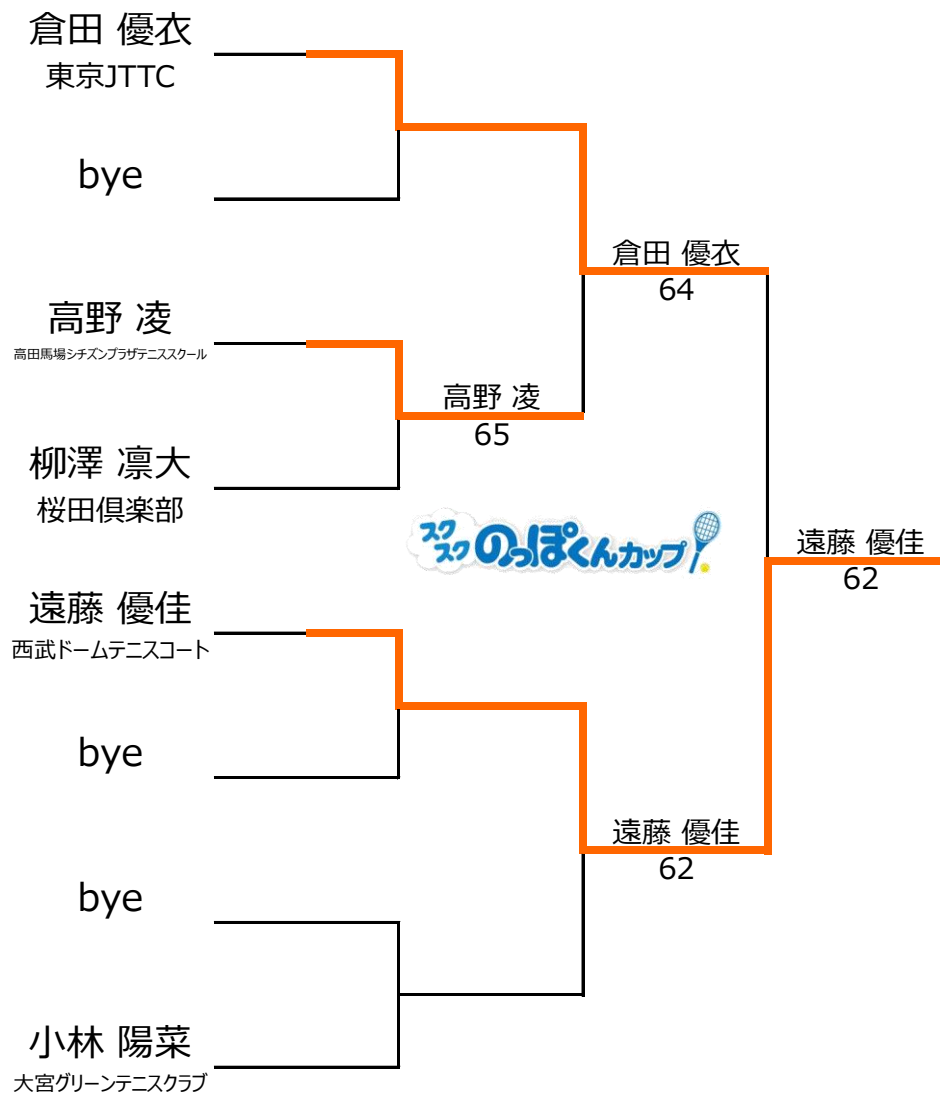 倉田 優衣
東京JTTC
bye
倉田 優衣
64
高野 凌
高田馬場シチズンプラザテニススクール
高野 凌
65
柳澤 凛大
桜田倶楽部
スクスクのっぽくんカップ
遠藤 優佳
62
遠藤 優佳
西武ドームテニスコート
bye
遠藤 優佳
62
bye
小林 陽菜
大宮グリーンテニスクラブ